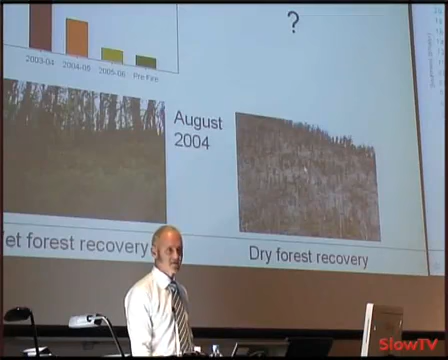 ?
2003-04
2004-05
2005-06
Pre Fire
August
2004
et forest recovery
Dry forest recovery
SlowTV